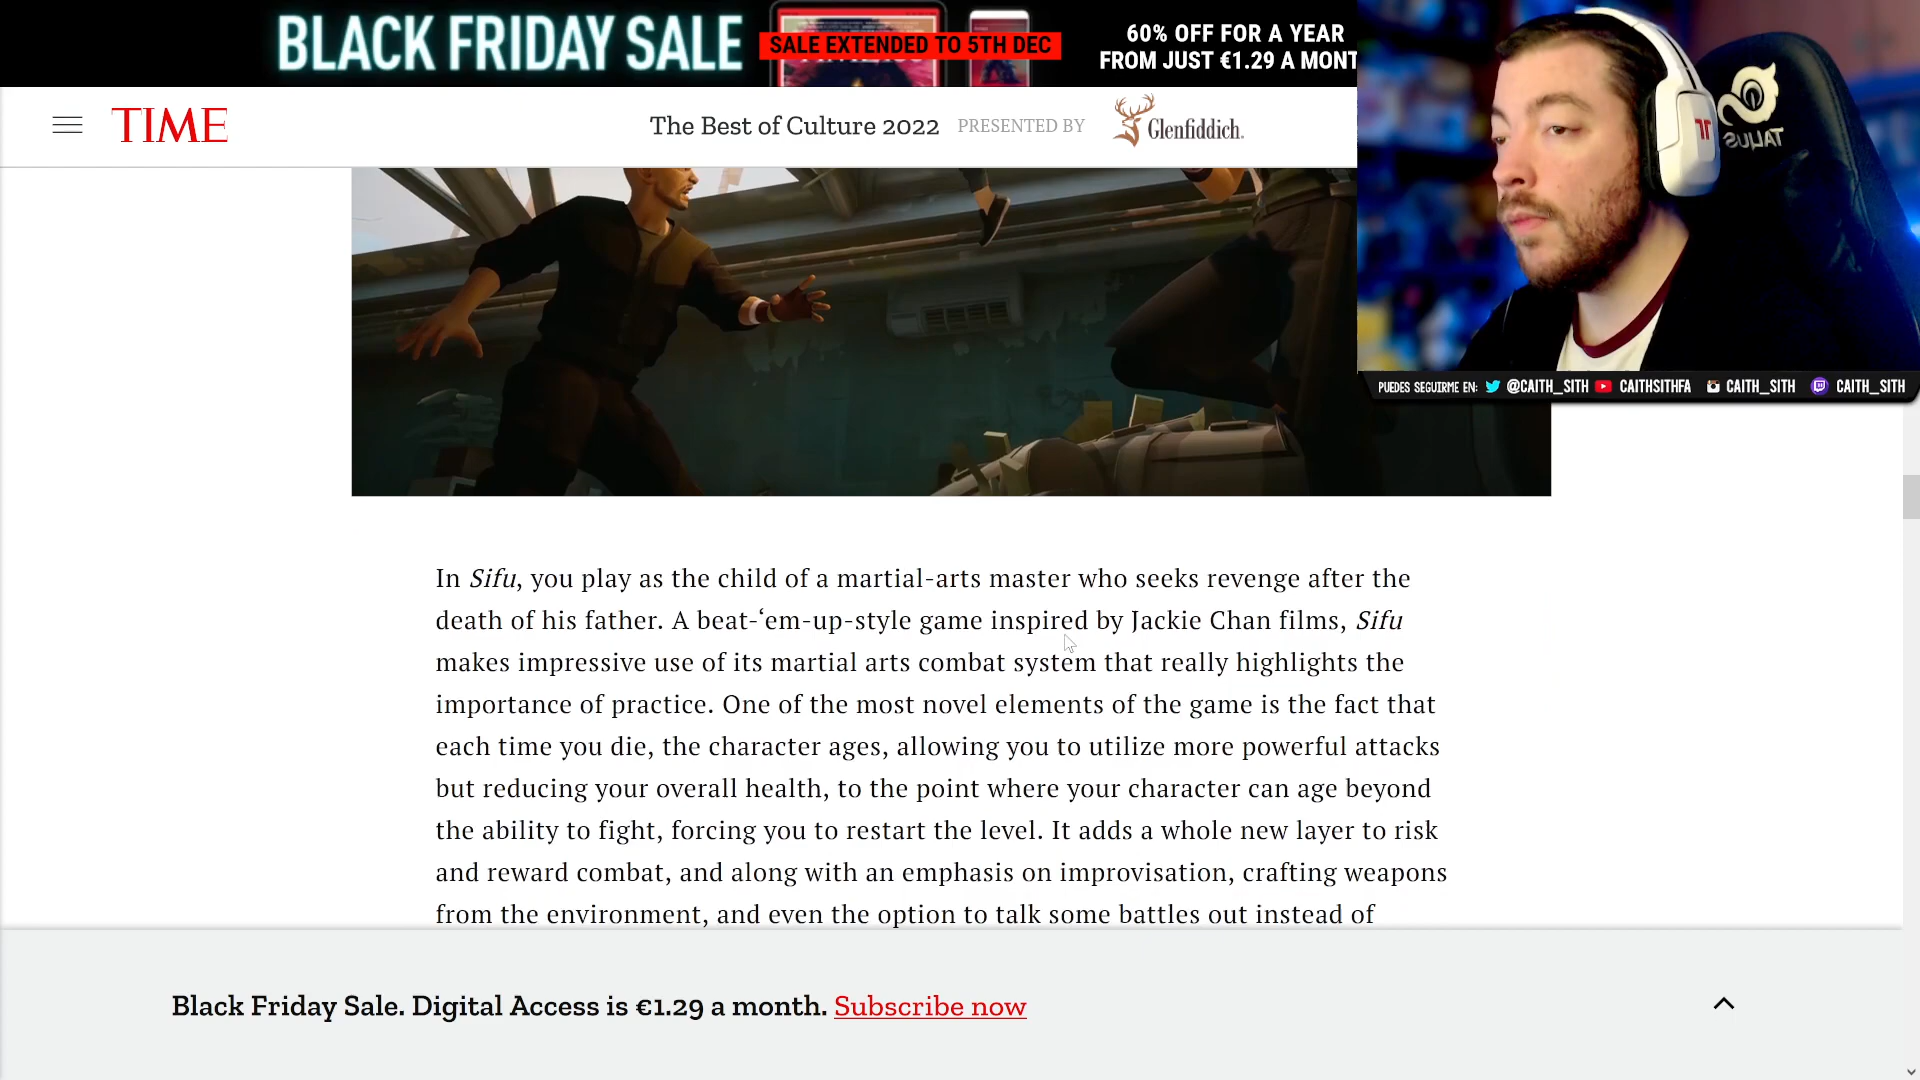 BLACK FRIDAY SALE
SALE EXTENDED TO 5TH DEC
60% OFF FOR A YEAR
FROM JUST €1.29 A MONT
TIME
The Best of Culture 2022
PRESENTED BY
Glenfiddich.
TALIUS
PUEDES SEGUIRME EN: @CAITH_SITH CAITHSITHFA CAITH_SITH CAITH_SITH
In Sifu, you play as the child of a martial-arts master who seeks revenge after the
death of his father. A beat-‘em-up-style game inspired by Jackie Chan films, Sifu
makes impressive use of its martial arts combat system that really highlights the
importance of practice. One of the most novel elements of the game is the fact that
each time you die, the character ages, allowing you to utilize more powerful attacks
but reducing your overall health, to the point where your character can age beyond
the ability to fight, forcing you to restart the level. It adds a whole new layer to risk
and reward combat, and along with an emphasis on improvisation, crafting weapons
from the environment, and even the option to talk some battles out instead of
Black Friday Sale. Digital Access is €1.29 a month. Subscribe now